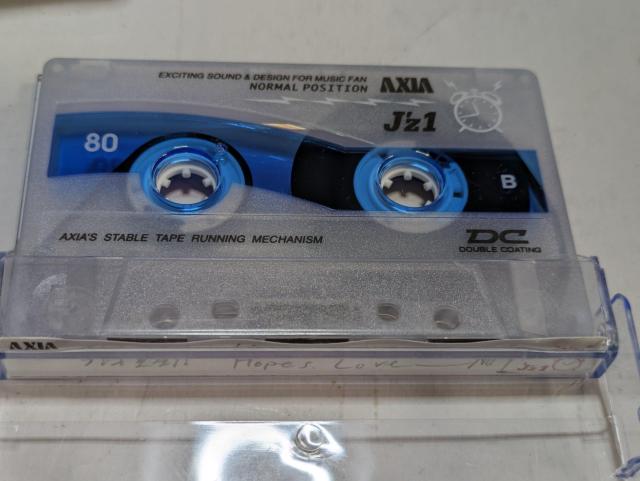 EXCITING SOUND & DESIGN FOR MUSIC FAN
NORMAL POSITION
AXIA
J'z1
80
B
AXIA'S STABLE TAPE RUNNING MECHANISM
DC
DOUBLE COATING
AXIA
Hopes. Love